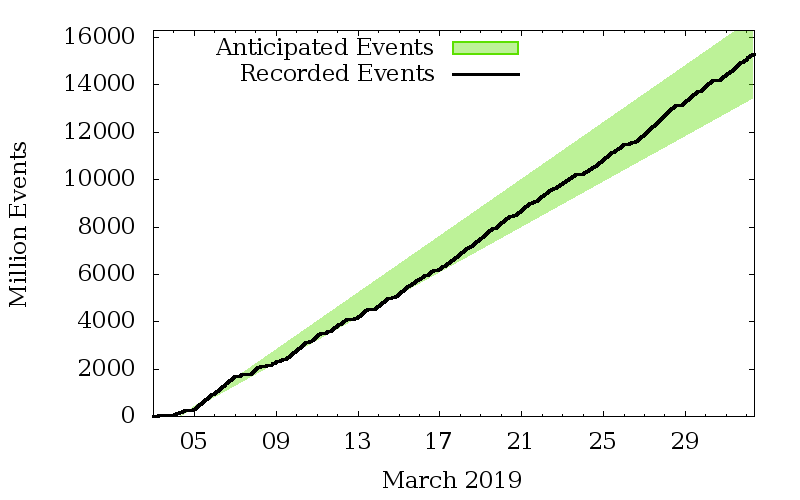 Anticipated Events
Recorded Events
16000
14000
12000
10000
8000
6000
4000
2000
0
Million Events
05 09 13 17 21 25 29
March 2019